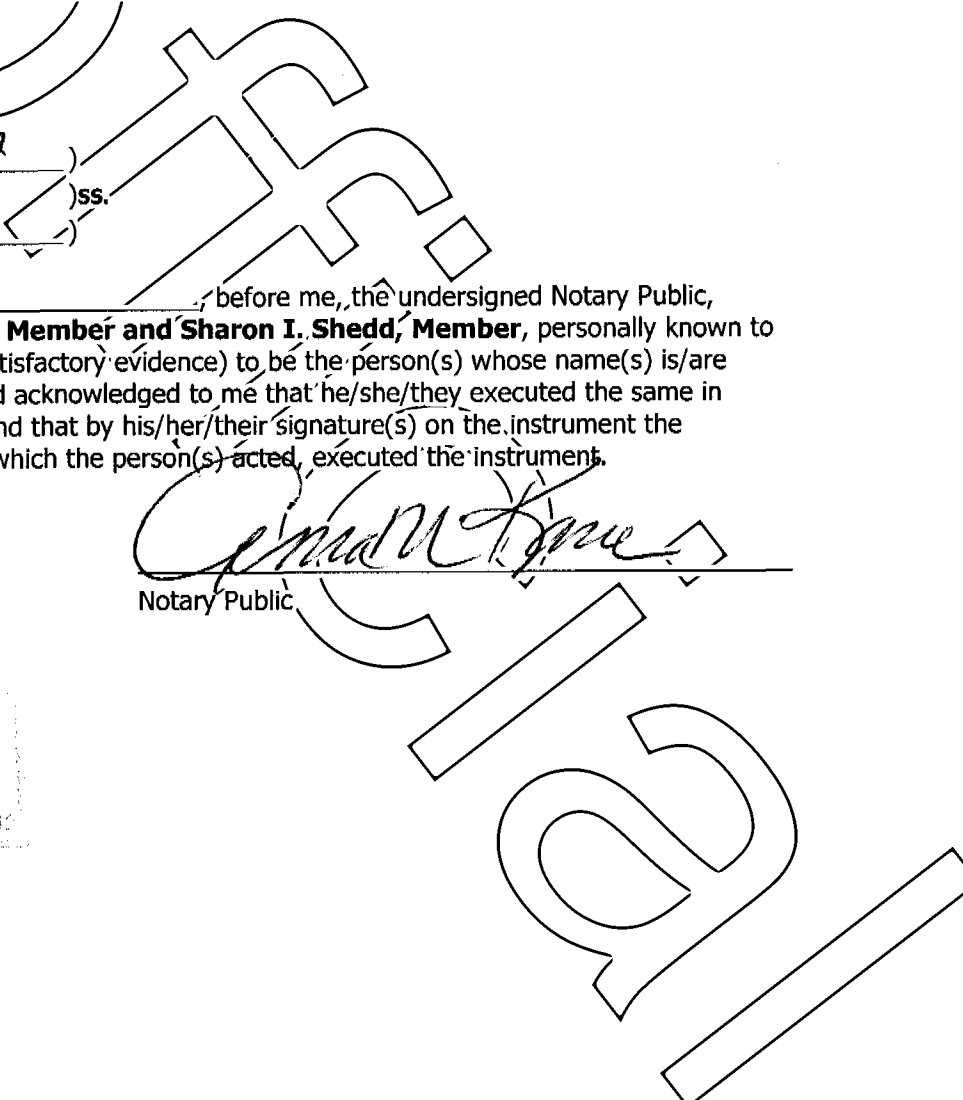 )
)ss.
)
, before me, the undersigned Notary Public,
Member and Sharon I. Shedd, Member, personally known to
tisfactory evidence) to be the person(s) whose name(s) is/are
d acknowledged to me that he/she/they executed the same in
nd that by his/her/their signature(s) on the instrument the
which the person(s) acted, executed the instrument.
Notary Public
fficial